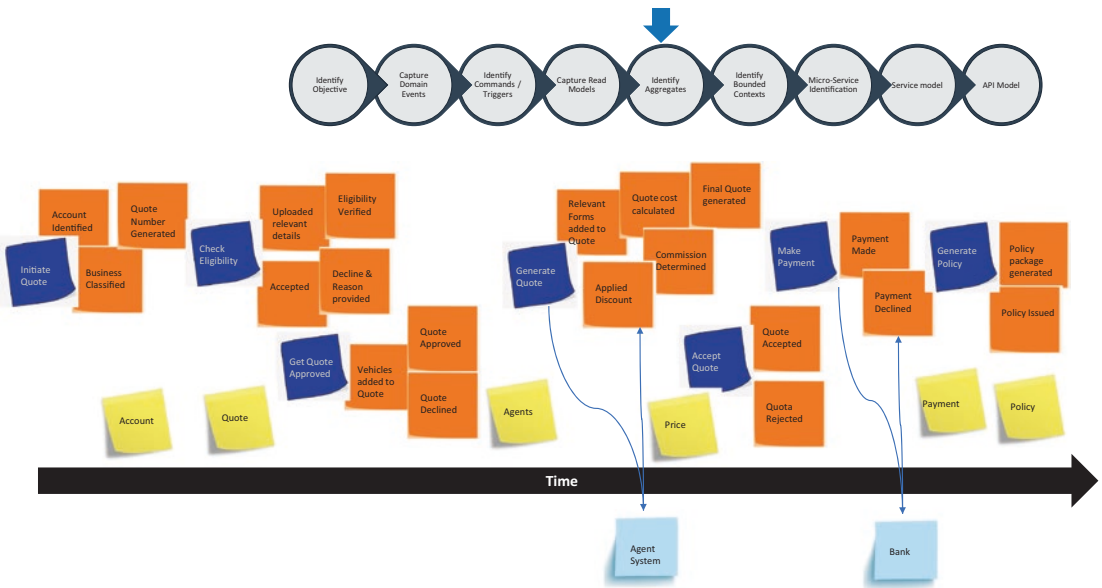 Identify
Objective
Capture
Domain
Events
Identify
Commands /
Triggers
Capture Read
Models
Identify
Aggregates
Identify
Bounded
Contexts
Micro-Service
Identification
Service model
API Model
Account
Identified
Quote
Number
Generated
Initiate
Quote
Business
Classified
Check
Eligibility
Uploaded
relevant
details
Eligibility
Verified
Accepted
Decline &
Reason
provided
Get Quote
Approved
Vehicles
added to
Quote
Quote
Approved
Quote
Declined
Generate
Quote
Relevant
Forms
added to
Quote
Quote cost
calculated
Final Quote
generated
Applied
Discount
Commission
Determined
Accept
Quote
Quote
Accepted
Quota
Rejected
Make
Payment
Payment
Made
Payment
Declined
Generate
Policy
Policy
package
generated
Policy Issued
Account
Quote
Agents
Price
Payment
Policy
Time
Agent
System
Bank